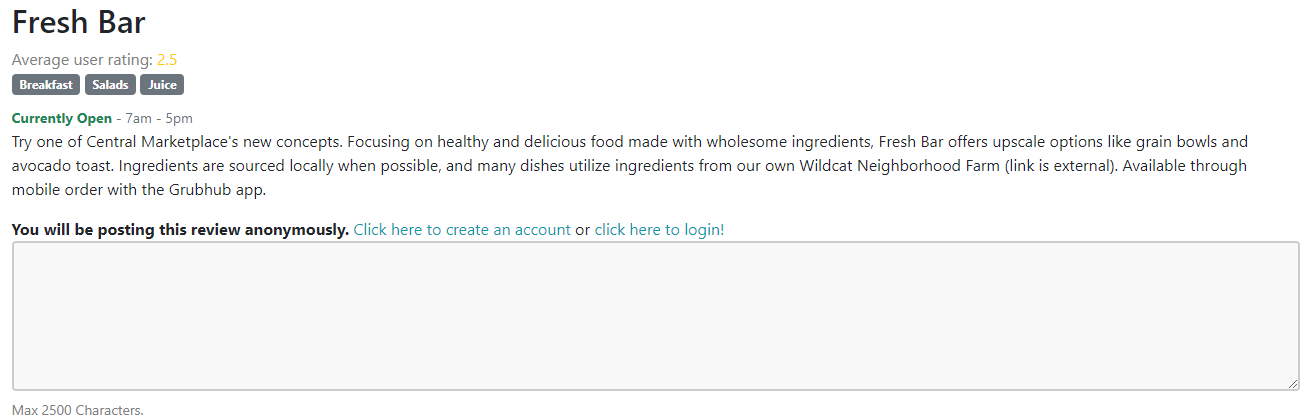 Fresh Bar
Average user rating: 2.5
Breakfast Salads Juice
Currently Open - 7am - 5pm
Try one of Central Marketplace's new concepts. Focusing on healthy and delicious food made with wholesome ingredients, Fresh Bar offers upscale options like grain bowls and
avocado toast. Ingredients are sourced locally when possible, and many dishes utilize ingredients from our own Wildcat Neighborhood Farm (link is external). Available through
mobile order with the Grubhub app.
You will be posting this review anonymously. Click here to create an account or click here to login!
Max 2500 Characters.